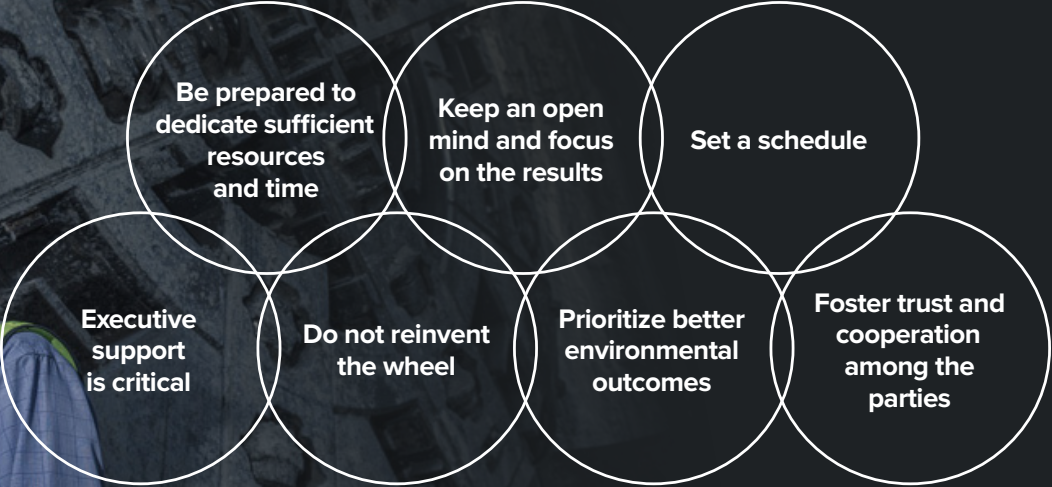 Be prepared to
dedicate sufficient
resources
and time
Keep an open
mind and focus
on the results
Set a schedule
Executive
support
is critical
Do not reinvent
the wheel
Prioritize better
environmental
outcomes
Foster trust and
cooperation
among the
parties